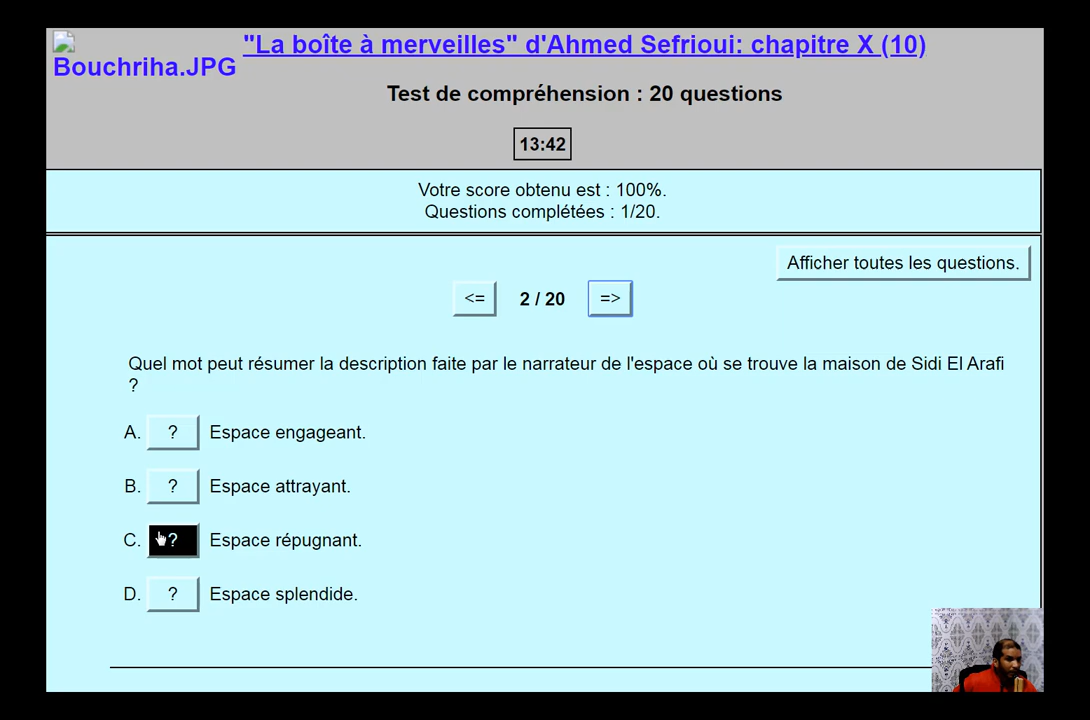 "La boîte à merveilles" d'Ahmed Sefrioui: chapitre X (10)
Bouchriha.JPG
Test de compréhension : 20 questions
13:42
Votre score obtenu est : 100%.
Questions complétées : 1/20.
Afficher toutes les questions.
<= 2 / 20 =>
Quel mot peut résumer la description faite par le narrateur de l'espace où se trouve la maison de Sidi El Arafi
?
A. ? Espace engageant.
B. ? Espace attrayant.
C. ? Espace répugnant.
D. ? Espace splendide.